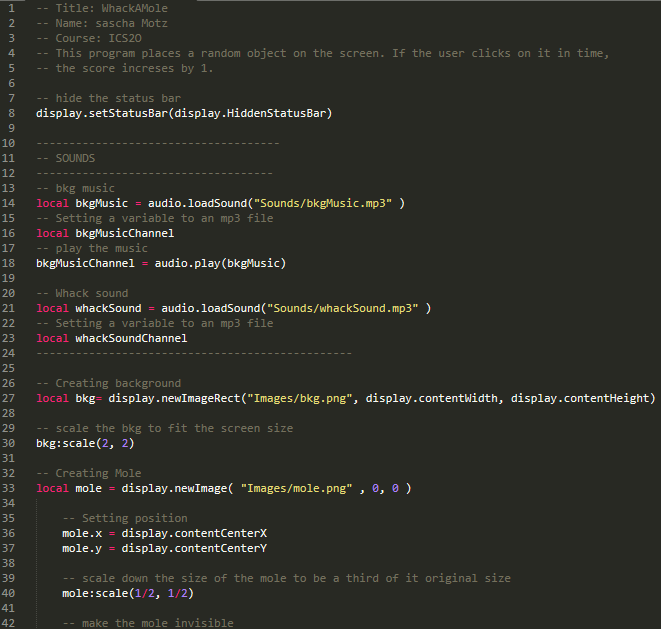 1 -- Title: WhackAMole
2 -- Name: sascha Motz
3 -- Course: ICS2O
4 -- This program places a random object on the screen. If the user clicks on it in time,
5 -- the score increses by 1.
6
7 -- hide the status bar
8 display.setStatusBar(display.HiddenStatusBar)
9
10 -------------------------------------
11 -- SOUNDS
12 ------------------------------------
13 -- bkg music
14 local bkgMusic = audio.loadSound("Sounds/bkgMusic.mp3" )
15 -- Setting a variable to an mp3 file
16 local bkgMusicChannel
17 -- play the music
18 bkgMusicChannel = audio.play(bkgMusic)
19
20 -- Whack sound
21 local whackSound = audio.loadSound("Sounds/whackSound.mp3" )
22 -- Setting a variable to an mp3 file
23 local whackSoundChannel
24 ------------------------------------------------
25
26 -- Creating background
27 local bkg= display.newImageRect("Images/bkg.png", display.contentWidth, display.contentHeight)
28
29 -- scale the bkg to fit the screen size
30 bkg:scale(2, 2)
31
32 -- Creating Mole
33 local mole = display.newImage( "Images/mole.png" , 0, 0 )
34
35 -- Setting position
36 mole.x = display.contentCenterX
37 mole.y = display.contentCenterY
38
39 -- scale down the size of the mole to be a third of it original size
40 mole:scale(1/2, 1/2)
41
42 -- make the mole invisible